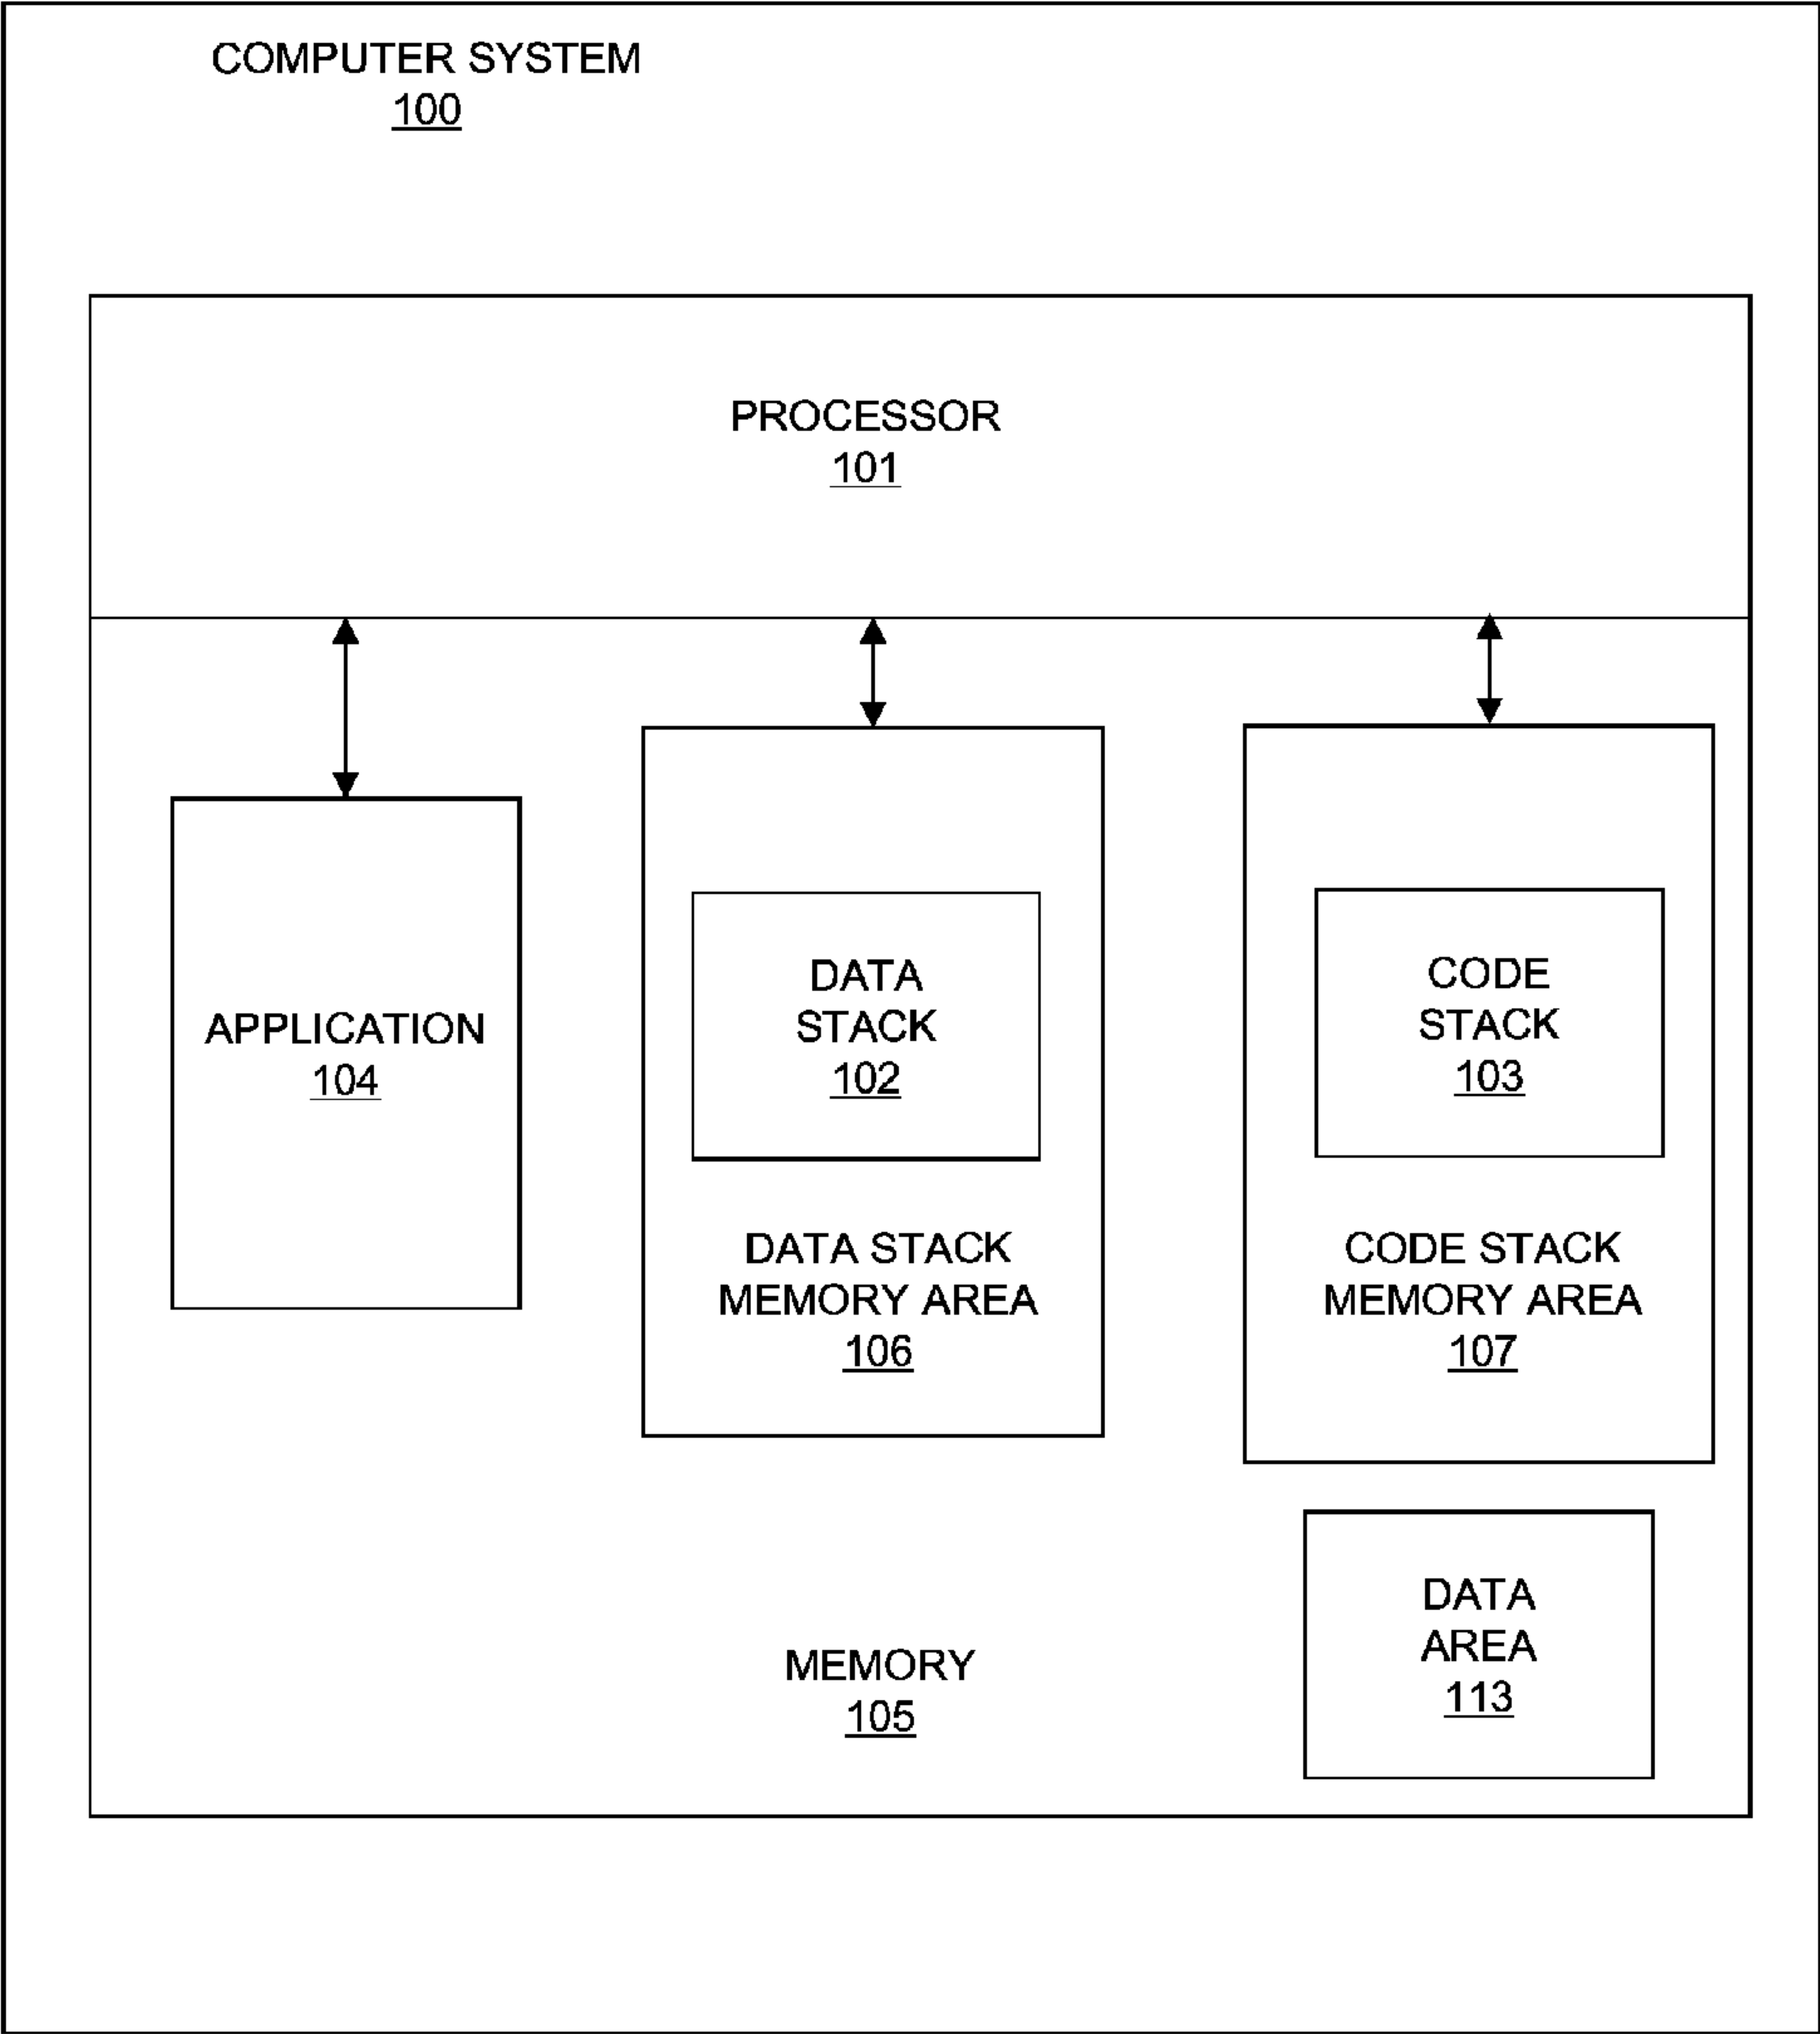 COMPUTER SYSTEM
100
PROCESSOR
101
APPLICATION
104
DATA
STACK
102
DATA STACK
MEMORY AREA
106
CODE
STACK
103
CODE STACK
MEMORY AREA
107
MEMORY
105
DATA
AREA
113